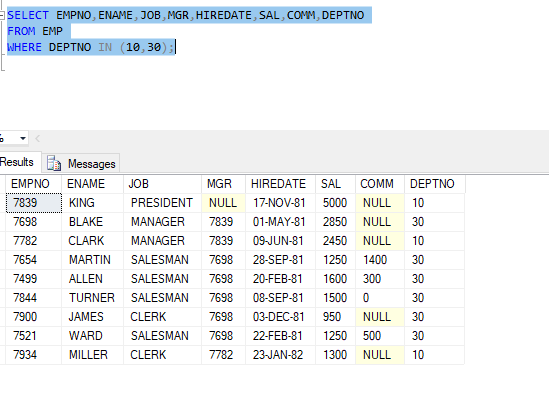 SELECT EMPNO,ENAME,JOB,MGR,HIREDATE,SAL,COMM,DEPTNO
FROM EMP
WHERE DEPTNO IN (10,30);
%
Results Messages
EMPNO ENAME JOB MGR HIREDATE SAL COMM DEPTNO
7839 KING PRESIDENT NULL 17-NOV-81 5000 NULL 10
7698 BLAKE MANAGER 7839 01-MAY-81 2850 NULL 30
7782 CLARK MANAGER 7839 09-JUN-81 2450 NULL 10
7654 MARTIN SALESMAN 7698 28-SEP-81 1250 1400 30
7499 ALLEN SALESMAN 7698 20-FEB-81 1600 300 30
7844 TURNER SALESMAN 7698 08-SEP-81 1500 0 30
7900 JAMES CLERK 7698 03-DEC-81 950 NULL 30
7521 WARD SALESMAN 7698 22-FEB-81 1250 500 30
7934 MILLER CLERK 7782 23-JAN-82 1300 NULL 10